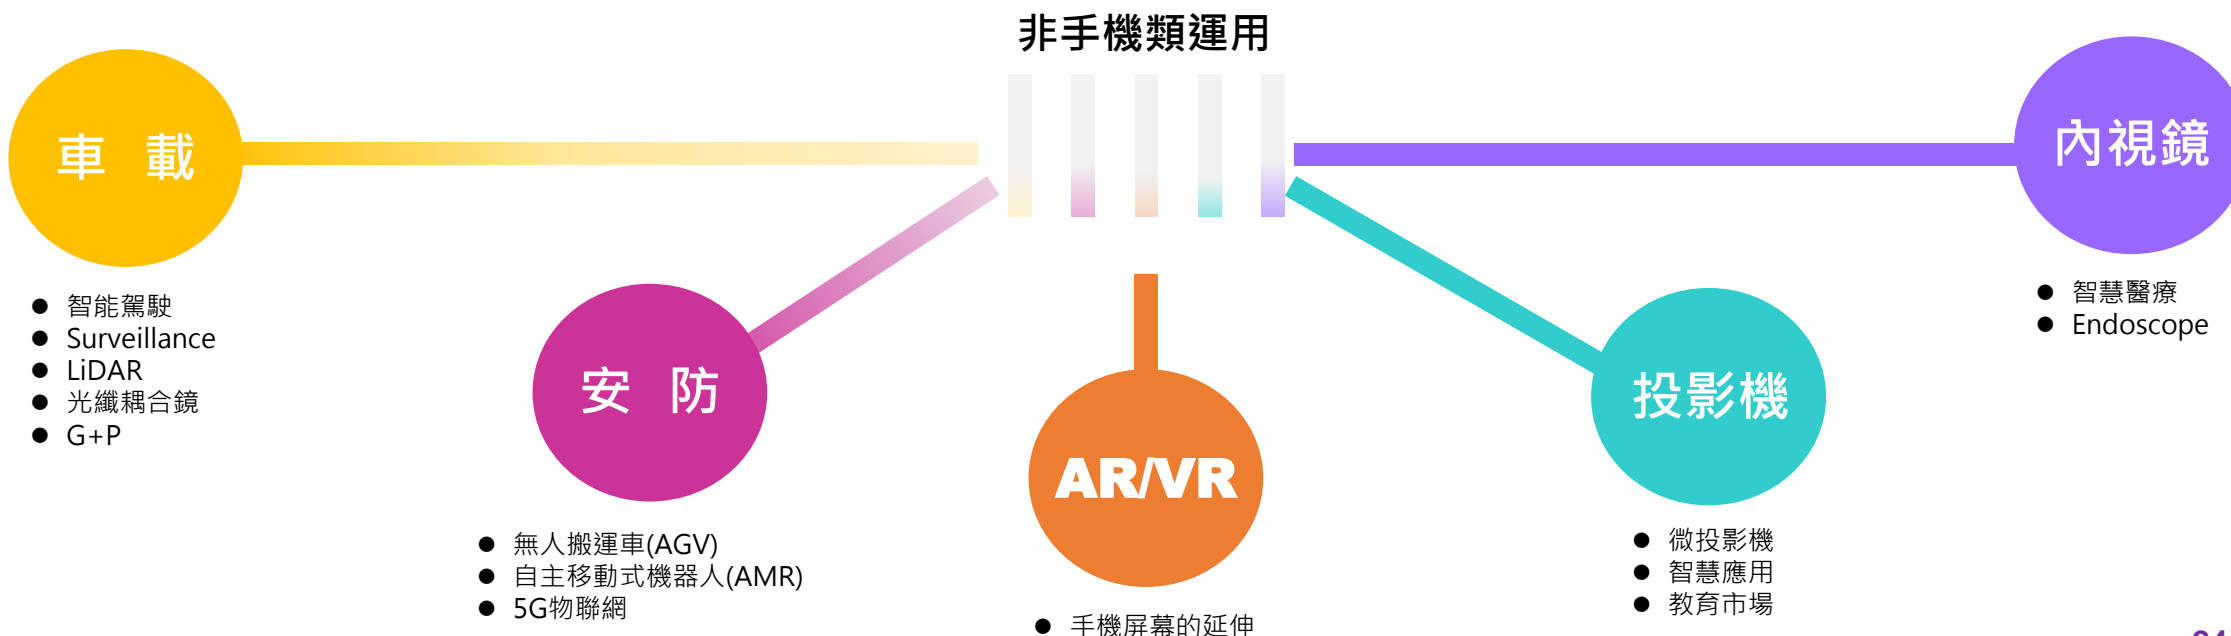 非手機類運用
車 載
智能駕駛
Surveillance
LiDAR
光纖耦合鏡
G+P
安 防
無人搬運車(AGV)
自主移動式機器人(AMR)
5G物聯網
AR/VR
手機屏幕的延伸
投影機
微投影機
智慧應用
教育市場
內視鏡
智慧醫療
Endoscope